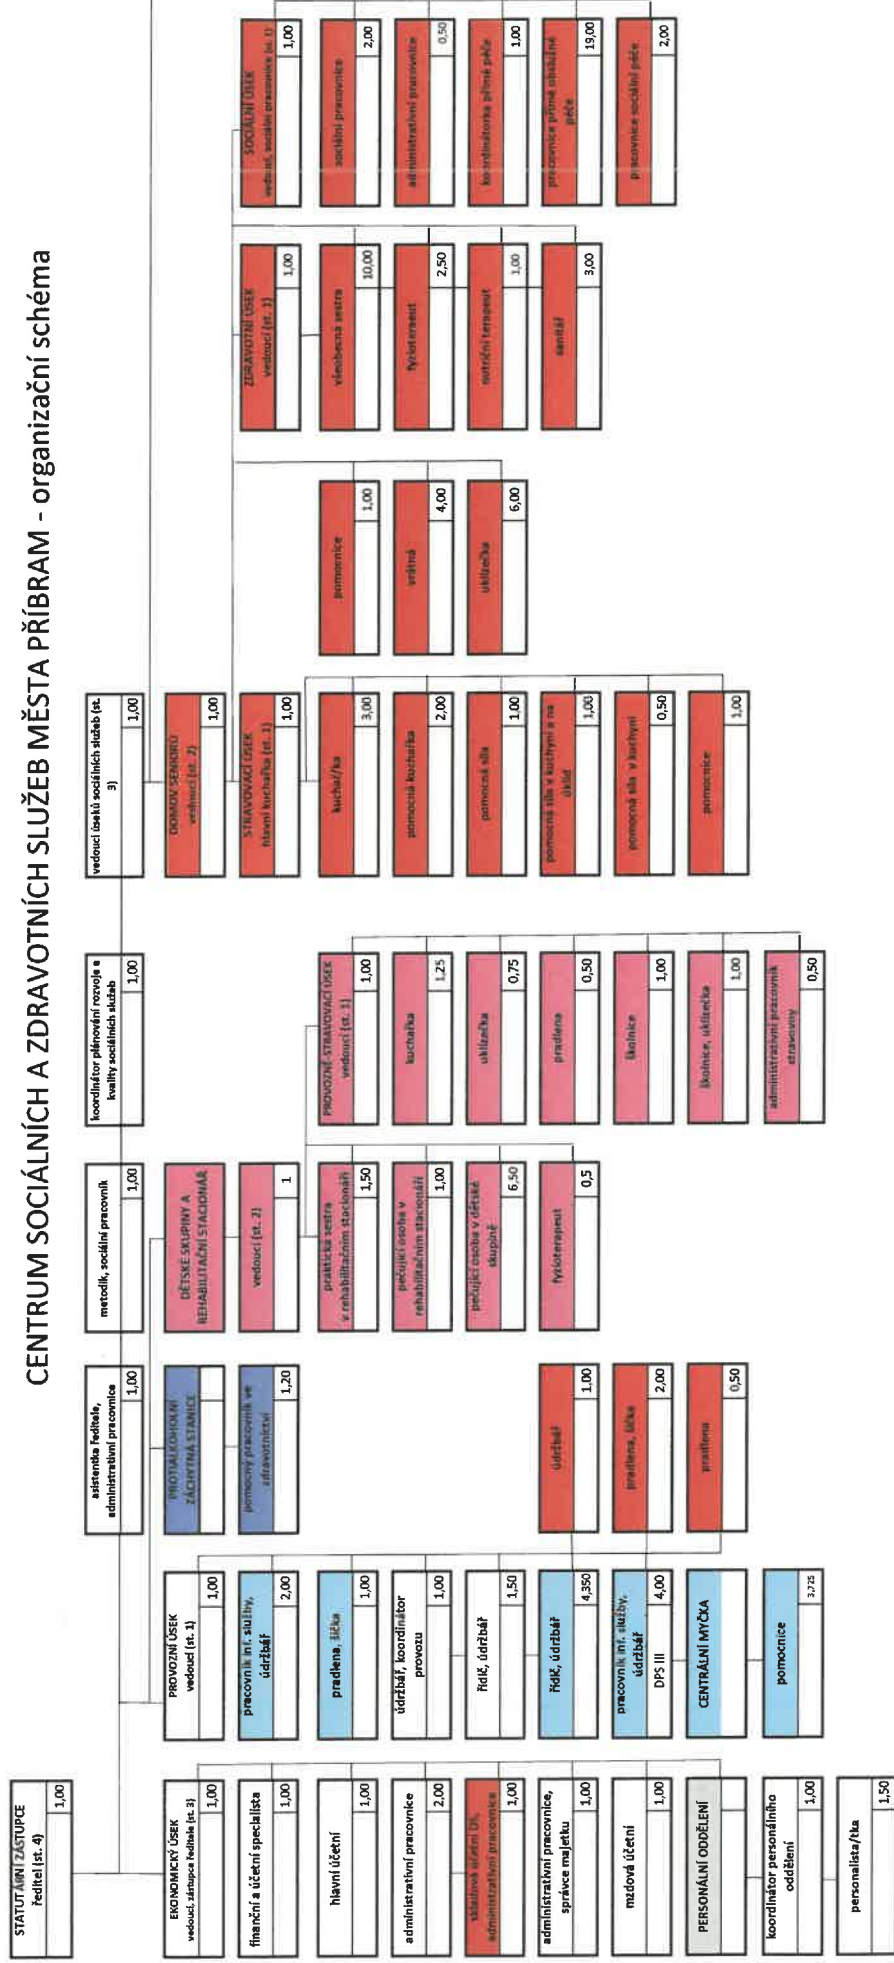 CENTRUM SOCIÁLNÍCH A ZDRAVOTNÍCH SLUŽEB MĚSTA PŘÍBRAM - organizační schéma
STATUTÁRNÍ ZÁSTUPCE
ředitel (st. 4)
1,00
asistentka ředitele,
administrativní pracovnice
1,00
metodik, sociální pracovník
1,00
koordinátor plánování rozvoje a
kvality sociálních služeb
1,00
vedoucí úseků sociálních služeb (st.
3)
1,00
EKONOMICKÝ ÚSEK
vedoucí, zástupce ředitele (st. 3)
1,00
finanční a účetní specialista
1,00
hlavní účetní
1,00
administrativní pracovnice
2,00
skladová účetní DS,
administrativní pracovnice
1,00
administrativní pracovnice,
správce majetku
1,00
mzdová účetní
1,00
PERSONÁLNÍ ODDĚLENÍ
koordinátor personálního
oddělení
1,00
personalista/tka
1,50
PROVOZNÍ ÚSEK
vedoucí (st. 1)
1,00
pracovník inf. služby,
údržbář
2,00
pradlena, šička
1,00
údržbář, koordinátor
provozu
1,00
řidič, údržbář
1,50
řidič, údržbář
4,350
pracovník inf. služby,
údržbář
DPS III
4,00
CENTRÁLNÍ MYČKA
pomocnice
3,725
PROTIALKOHOLNÍ
ZÁCHYTNÁ STANICE
pomocný pracovník ve
zdravotnictví
1,20
údržbář
1,00
pradlena, šička
2,00
pradlena
0,50
DĚTSKÉ SKUPINY A
REHABILITAČNÍ STACIONÁŘ
vedoucí (st. 2)
1
praktická sestra
v rehabilitačním stacionáři
1,50
pečující osoba v
rehabilitačním stacionáři
1,00
pečující osoba v dětské
skupině
6,50
fyzioterapeut
0,5
PROVOZNĚ-STRAVOVACÍ ÚSEK
vedoucí (st. 1)
1,00
kuchařka
1,25
uklízečka
0,75
pradlena
0,50
školnice
1,00
školnice, uklízečka
1,00
administrativní pracovník
stravovny
0,50
DOMOV SENIORŮ
vedoucí (st. 2)
1,00
STRAVOVACÍ ÚSEK
hlavní kuchařka (st. 1)
1,00
kuchař/ka
3,00
pomocná kuchařka
2,00
pomocná síla
1,00
pomocná síla v kuchyni a na
úklid
1,00
pomocná síla v kuchyni
0,50
pomocnice
1,00
pomocnice
1,00
vrátná
4,00
uklízečka
6,00
ZDRAVOTNÍ ÚSEK
vedoucí (st. 1)
1,00
všeobecná sestra
10,00
fyzioterapeut
2,50
nutriční terapeut
1,00
sanitář
3,00
SOCIÁLNÍ ÚSEK
vedoucí, sociální pracovnice (st. 1)
1,00
sociální pracovnice
2,00
administrativní pracovnice
0,50
koordinátorka přímé péče
1,00
pracovnice přímé obslužné
péče
19,00
pracovnice sociální péče
2,00